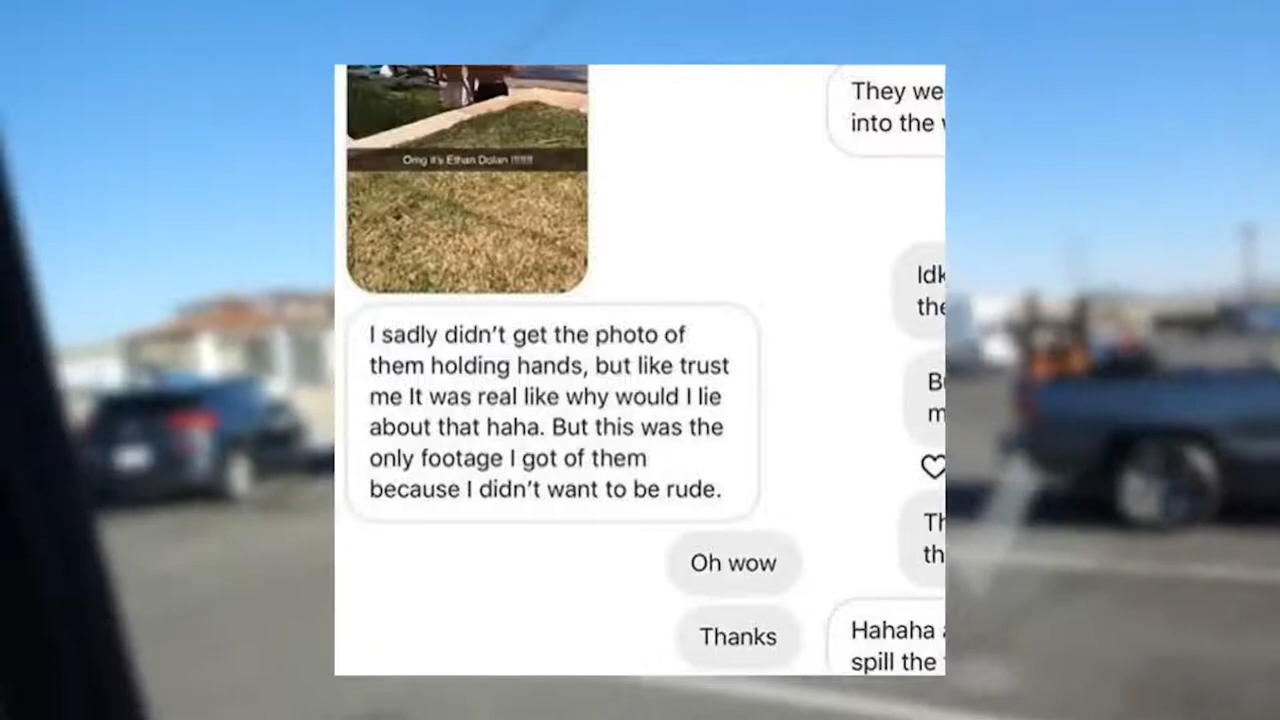 Omg it's Ethan Dolan !!!!!!!
I sadly didn't get the photo of
them holding hands, but like trust
me It was real like why would I lie
about that haha. But this was the
only footage I got of them
because I didn't want to be rude.
Oh wow
Thanks
They we
into the
Idk
the
B
m
Th
th
Hahaha
spill the